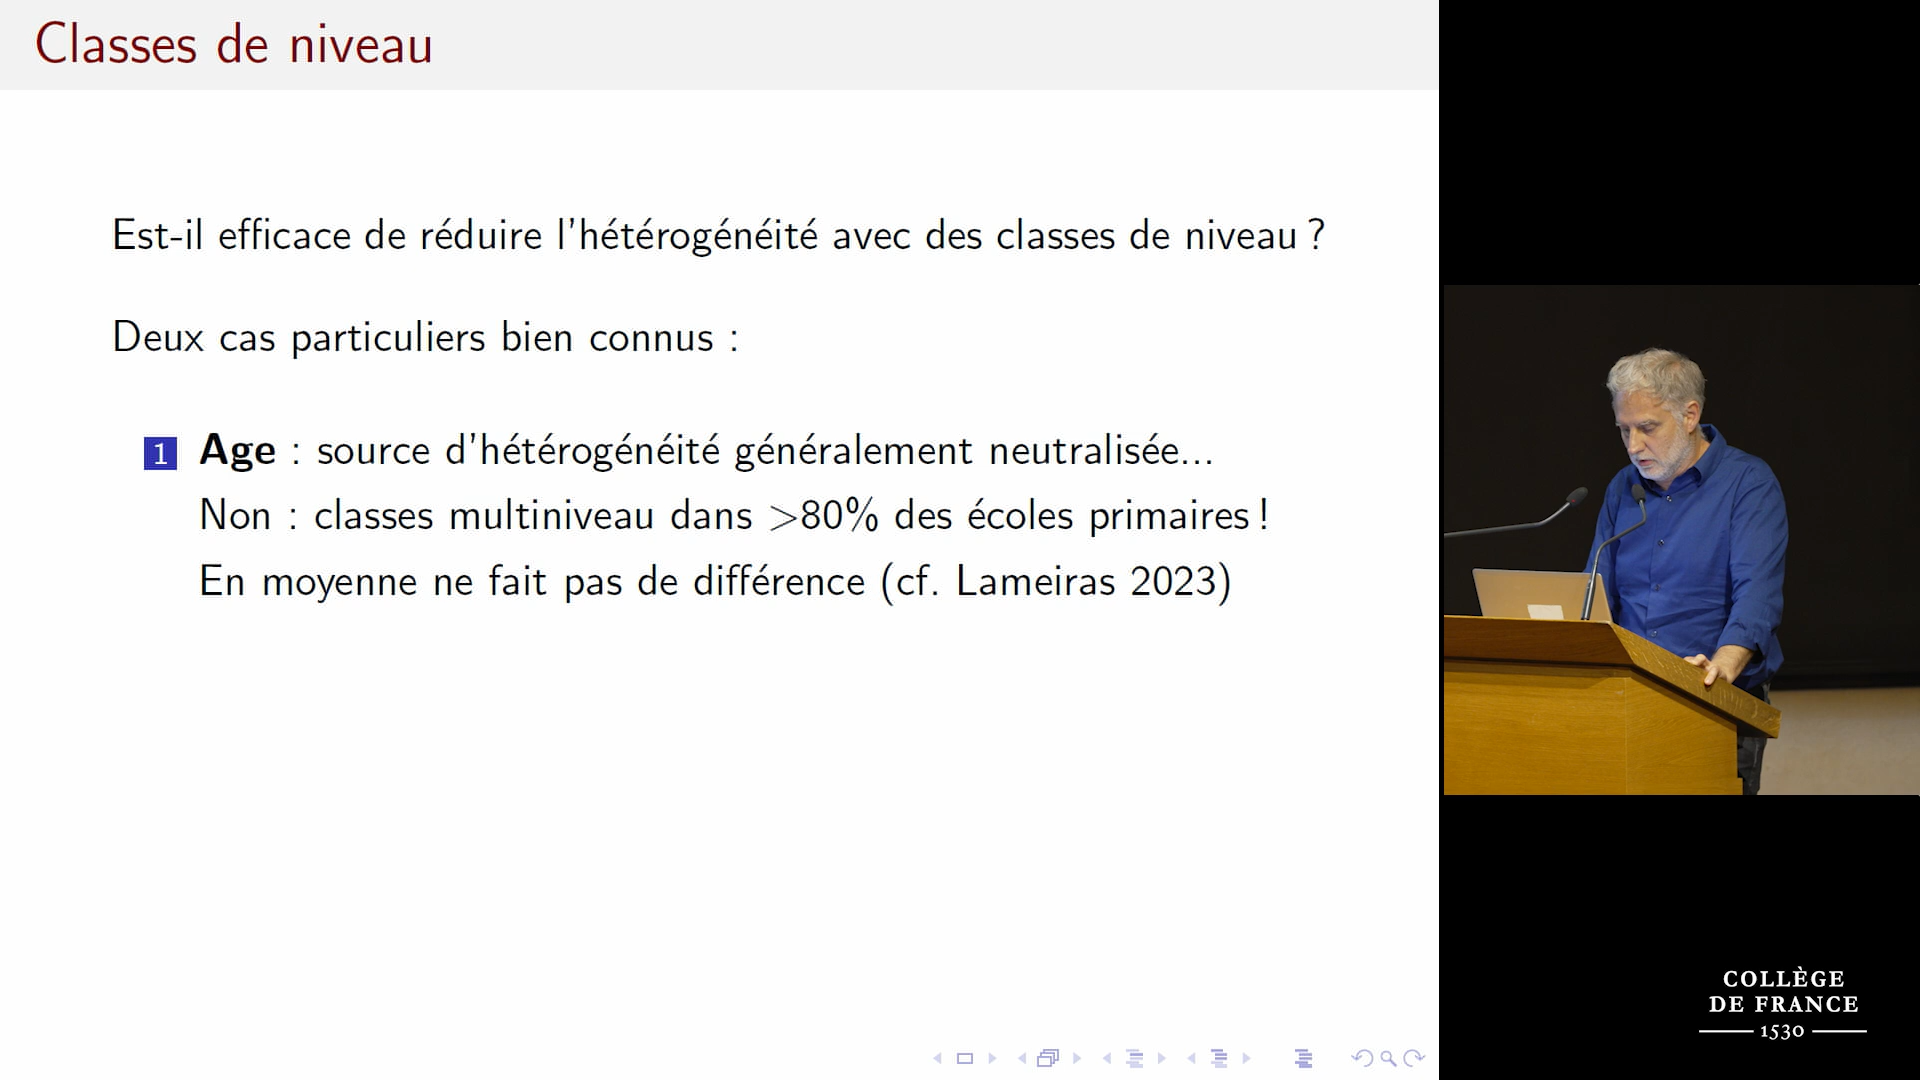 Classes de niveau
Est-il efficace de réduire l'hétérogénéité avec des classes de niveau ?
Deux cas particuliers bien connus :
1 Age : source d'hétérogénéité généralement neutralisée...
Non : classes multiniveau dans >80% des écoles primaires !
En moyenne ne fait pas de différence (cf. Lameiras 2023)
COLLÈGE
DE FRANCE
1530